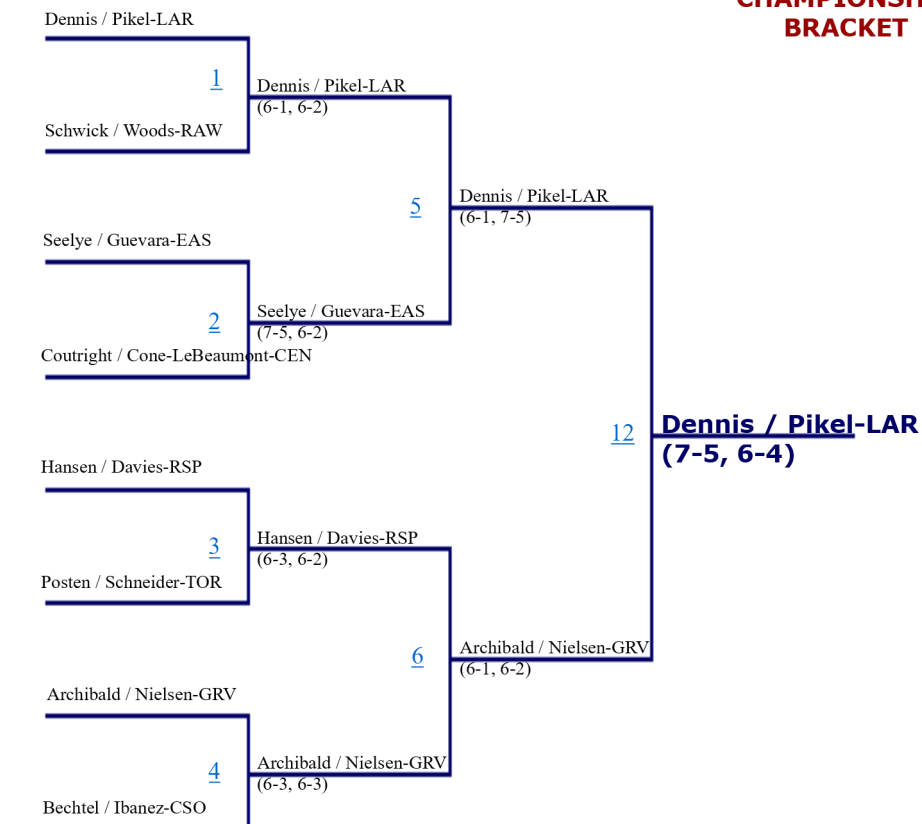 CHAMPIONSH
BRACKET
Dennis / Pikel-LAR
1
Dennis / Pikel-LAR
(6-1, 6-2)
Schwick / Woods-RAW
5
Dennis / Pikel-LAR
(6-1, 7-5)
Seelye / Guevara-EAS
2
Seelye / Guevara-EAS
(7-5, 6-2)
Coutright / Cone-LeBeaumont-CEN
12
Dennis / Pikel-LAR
(7-5, 6-4)
Hansen / Davies-RSP
3
Hansen / Davies-RSP
(6-3, 6-2)
Posten / Schneider-TOR
6
Archibald / Nielsen-GRV
(6-1, 6-2)
Archibald / Nielsen-GRV
4
Archibald / Nielsen-GRV
(6-3, 6-3)
Bechtel / Ibanez-CSO